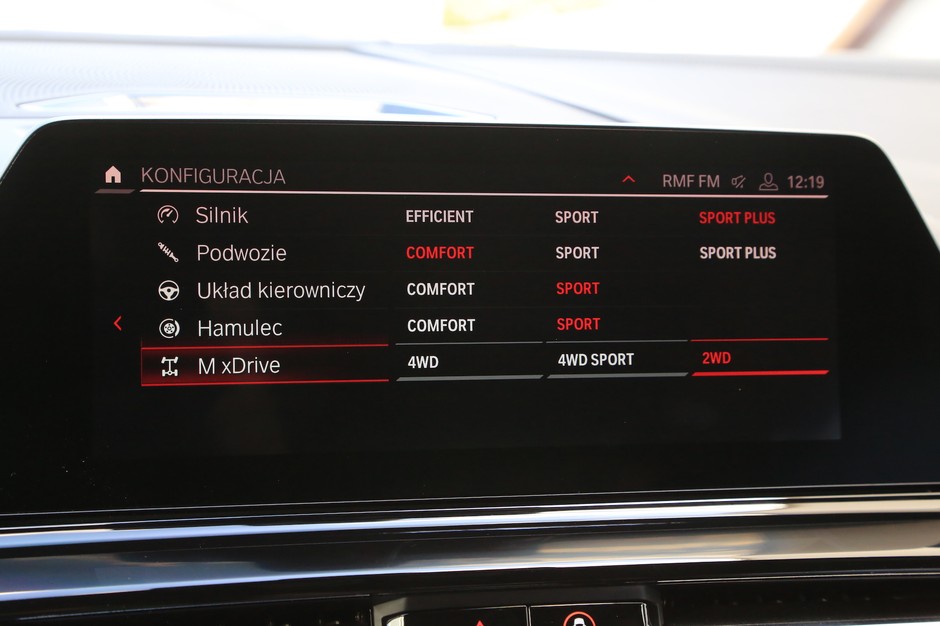 KONFIGURACJA RMF FM 12:19
Silnik EFFICIENT SPORT SPORT PLUS
Podwozie COMFORT SPORT SPORT PLUS
Układ kierowniczy COMFORT SPORT
Hamulec COMFORT SPORT
M xDrive 4WD 4WD SPORT 2WD